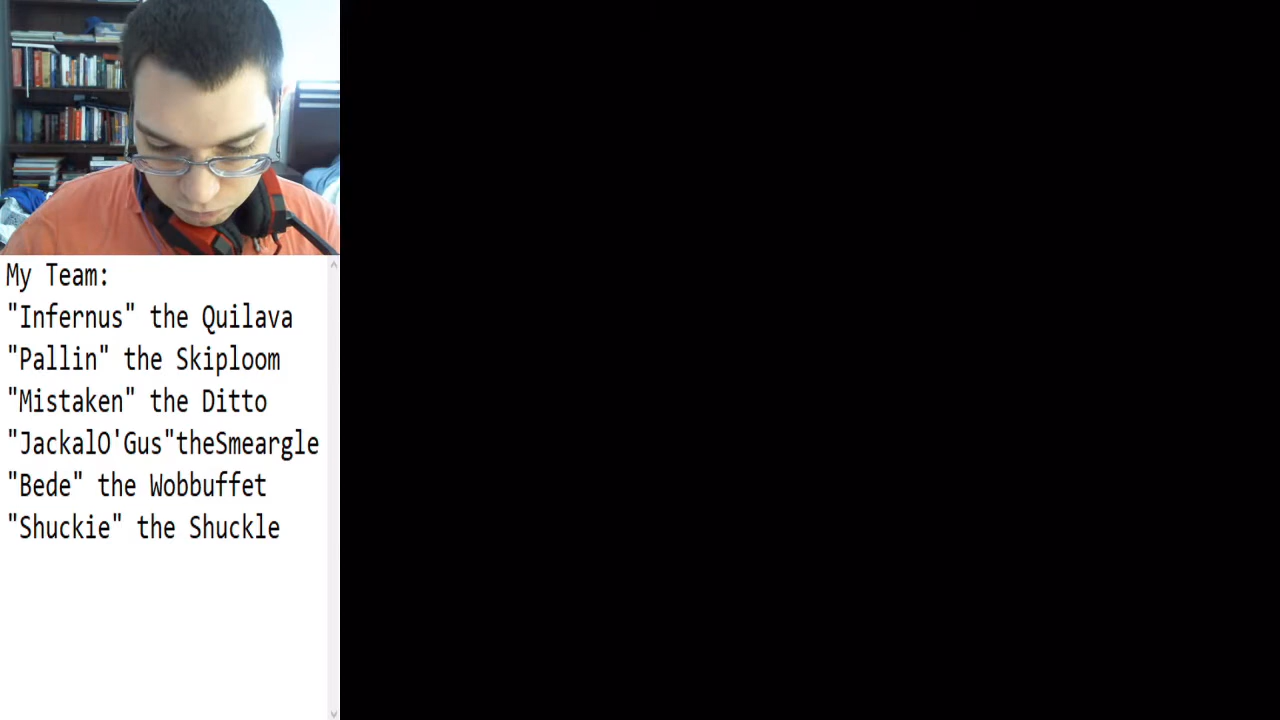 My Team:
"Infernus" the Quilava
"Pallin" the Skiploom
"Mistaken" the Ditto
"JackalO'Gus"theSmeargle
"Bede" the Wobbuffet
"Shuckie" the Shuckle